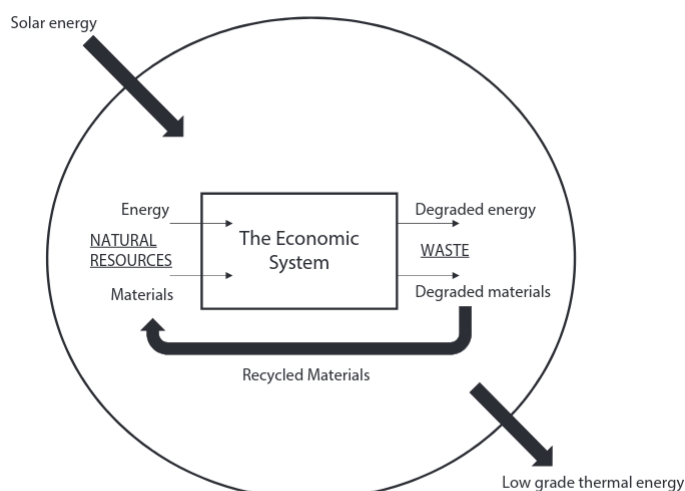 Solar energy
Energy
Degraded energy
The Economic
System
NATURAL
RESOURCES
WASTE
Materials
Degraded materials
Recycled Materials
Low grade thermal energy